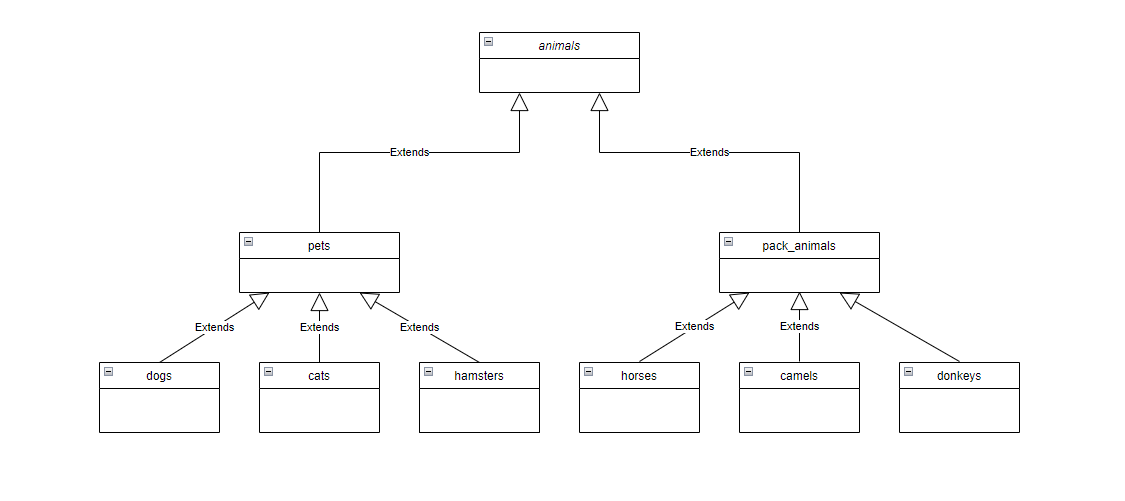 animals
Extends
Extends
pets
pack_animals
Extends
Extends
Extends
Extends
Extends
dogs
cats
hamsters
horses
camels
donkeys